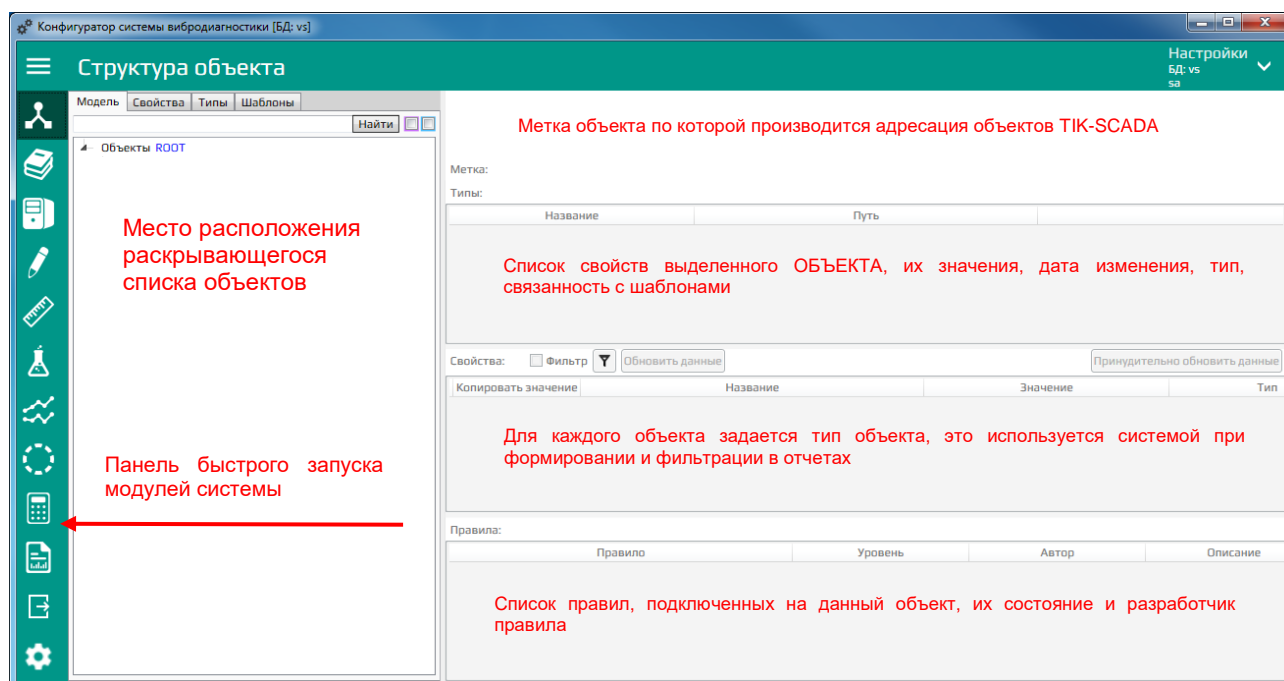 Конфигуратор системы вибродиагностики [БД: vs]
Структура объекта
Настройки
БД: vs
sa
Модель Свойства Типы Шаблоны
Найти
Объекты ROOT
Место расположения
раскрывающегося
списка объектов
Панель быстрого запуска
модулей системы
Метка объекта по которой производится адресация объектов TIK-SCADA
Метка:
Типы:
Название Путь
Список свойств выделенного ОБЪЕКТА, их значения, дата изменения, тип,
связанность с шаблонами
Свойства: Фильтр Обновить данные Принудительно обновить данные
Копировать значение Название Значение Тип
Для каждого объекта задается тип объекта, это используется системой при
формировании и фильтрации в отчетах
Правила:
Правило Уровень Автор Описание
Список правил, подключенных на данный объект, их состояние и разработчик
правила